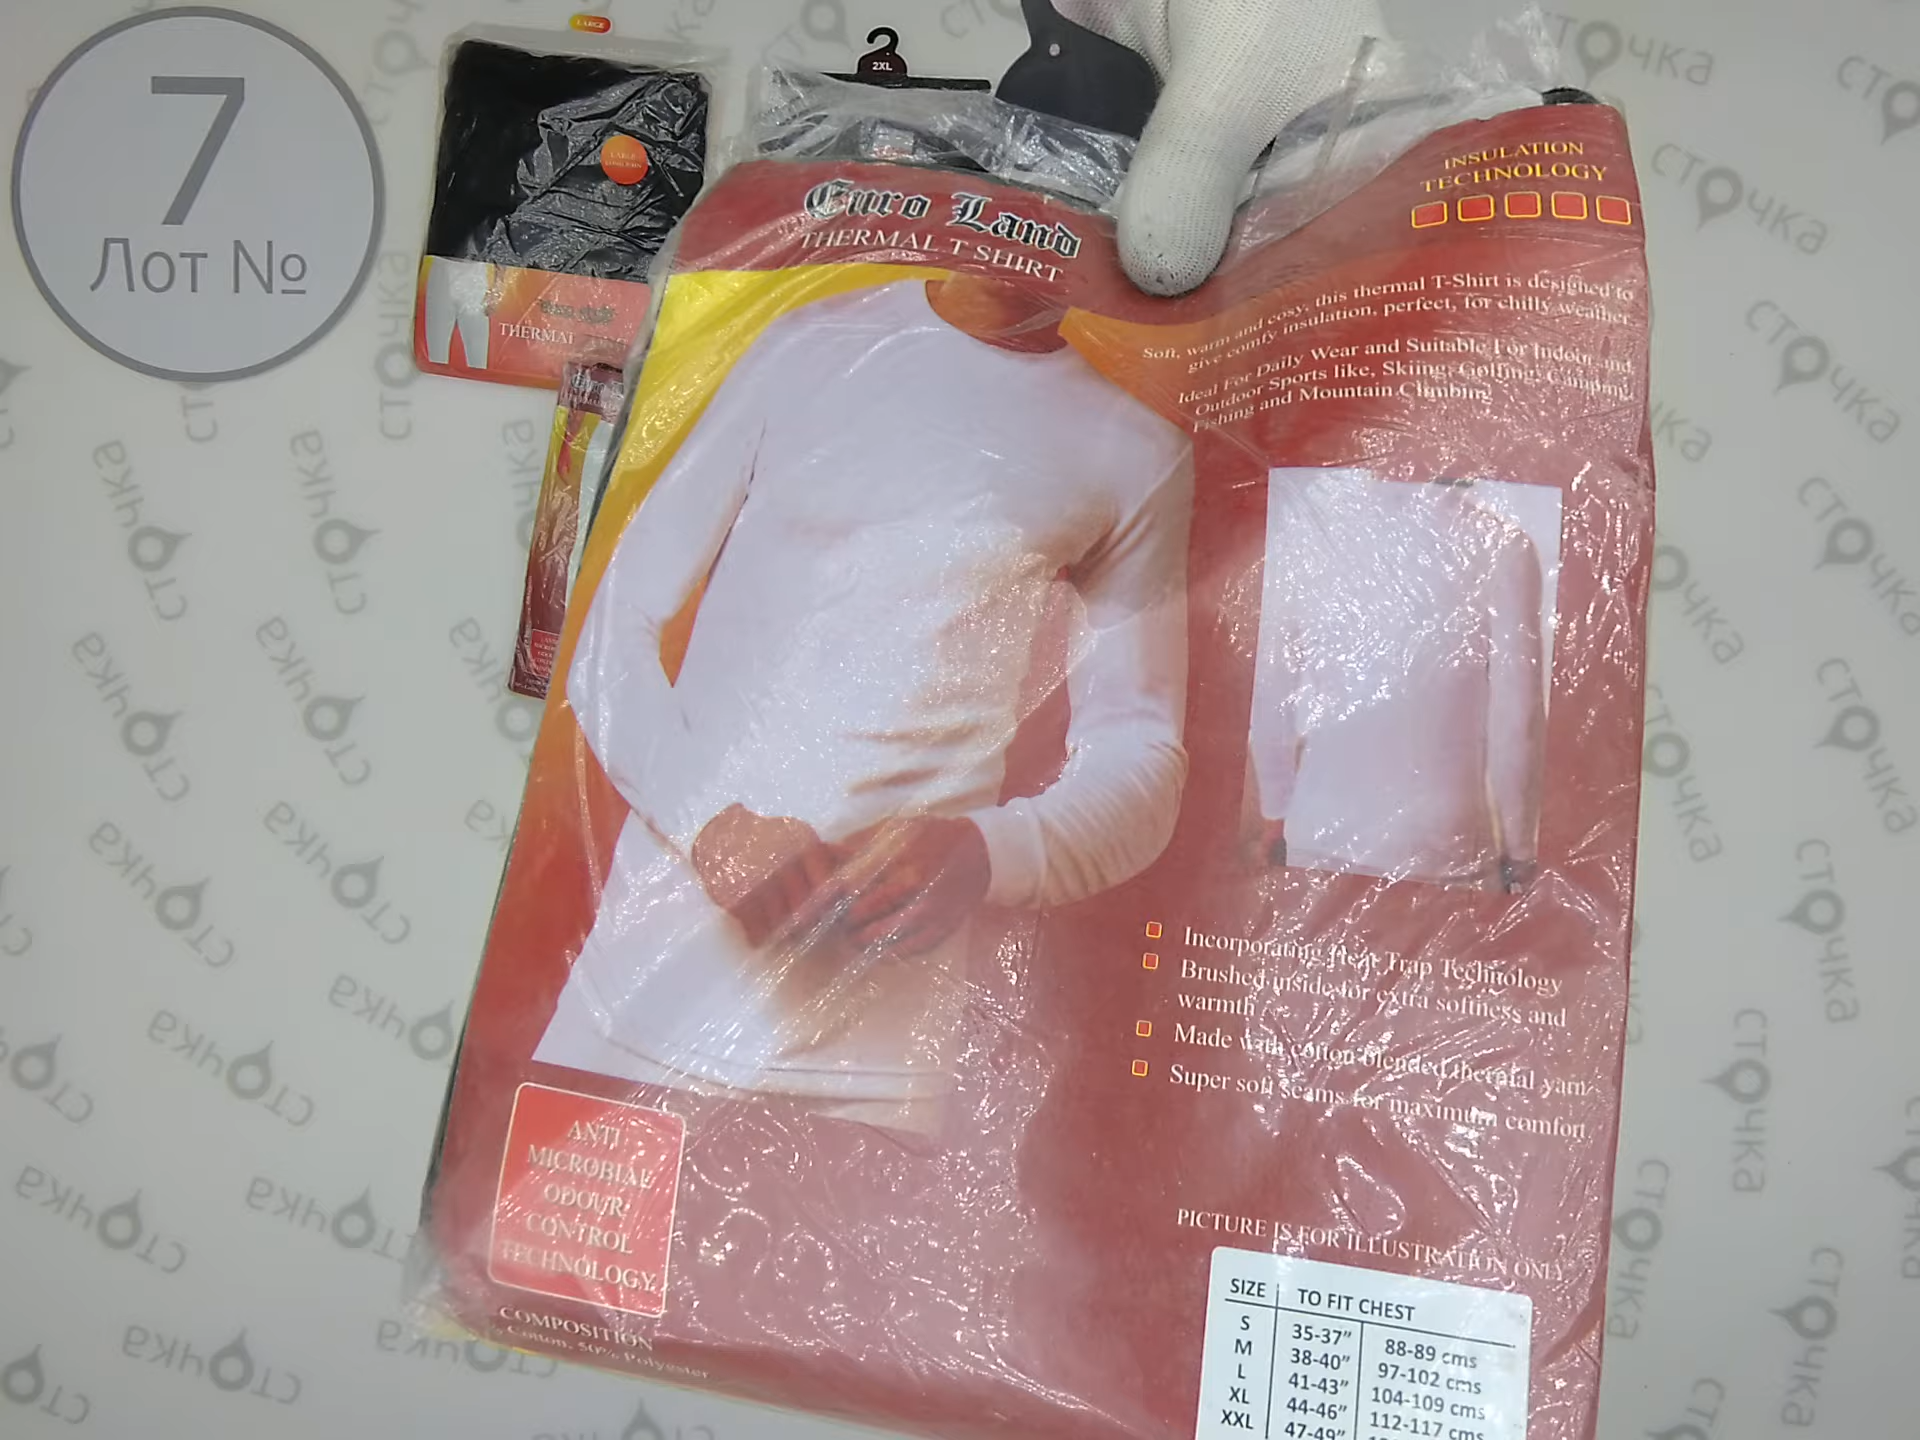 7
Лот №
LARGE
2XL
LARGE
THERMAL
Euro Land
THERMAL T SHIRT
INSULATION
TECHNOLOGY
Soft, warm and cosy, this thermal T-Shirt is designed to
give comfy insulation, perfect, for chilly weather.
Ideal For Daily Wear and Suitable For Indoor and
Outdoor Sports like, Skiing, Golfing, Camping
Fishing and Mountain Climbing
Incorporating Heat Trap Technology
Brushed inside for extra softness and
warmth
Made with cotton blended thermal yarn
Super soft seams for maximum comfort
ANTI
MICROBIAL
ODOUR
CONTROL
TECHNOLOGY
COMPOSITION
Cotton, 50% Polyester
PICTURE IS FOR ILLUSTRATION ONLY
SIZE TO FIT CHEST
S 35-37" 88-89 cms
M 38-40" 97-102 cms
L 41-43" 104-109 cms
XL 44-46" 112-117 cms
XXL 47-49"
сточка